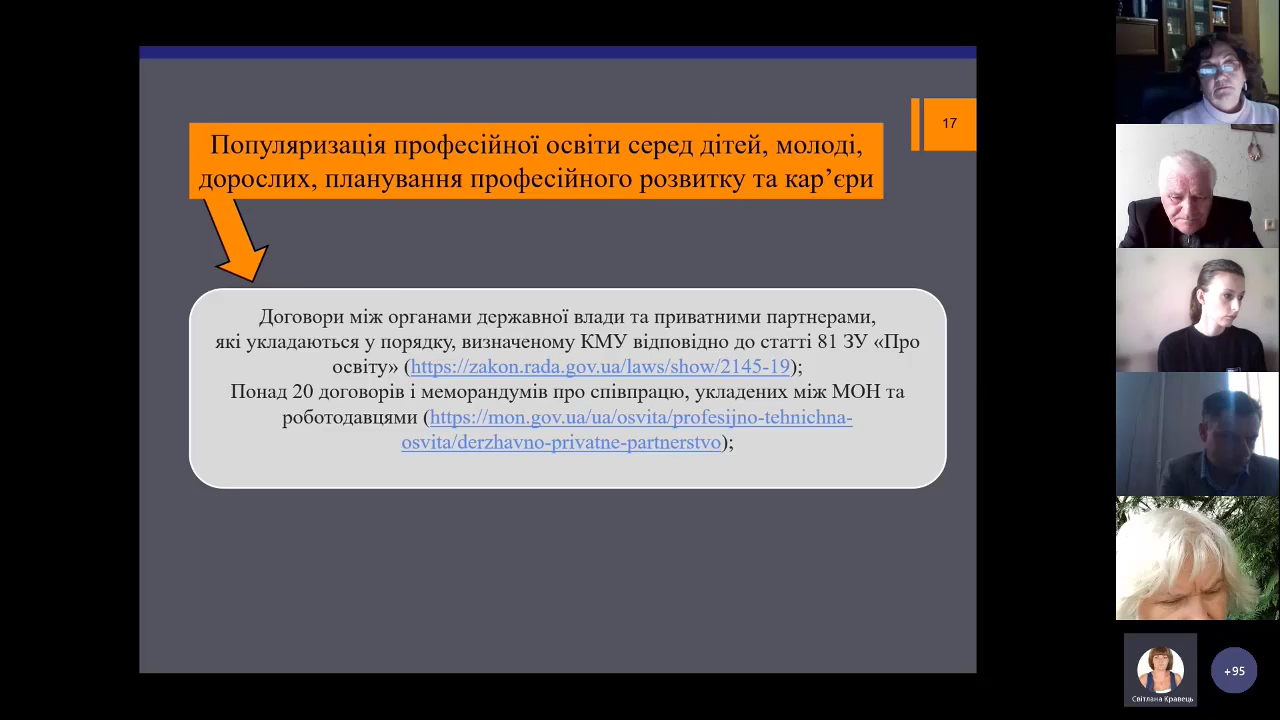 17
Популяризація професійної освіти серед дітей, молоді,
дорослих, планування професійного розвитку та кар’єри
Договори між органами державної влади та приватними партнерами,
які укладаються у порядку, визначеному КМУ відповідно до статті 81 ЗУ «Про
освіту» (https://zakon.rada.gov.ua/laws/show/2145-19);
Понад 20 договорів і меморандумів про співпрацю, укладених між МОН та
роботодавцями (https://mon.gov.ua/ua/osvita/profesijno-tehnichna-
osvita/derzhavno-privatne-partnerstvo);
Світлана Кравець
+95